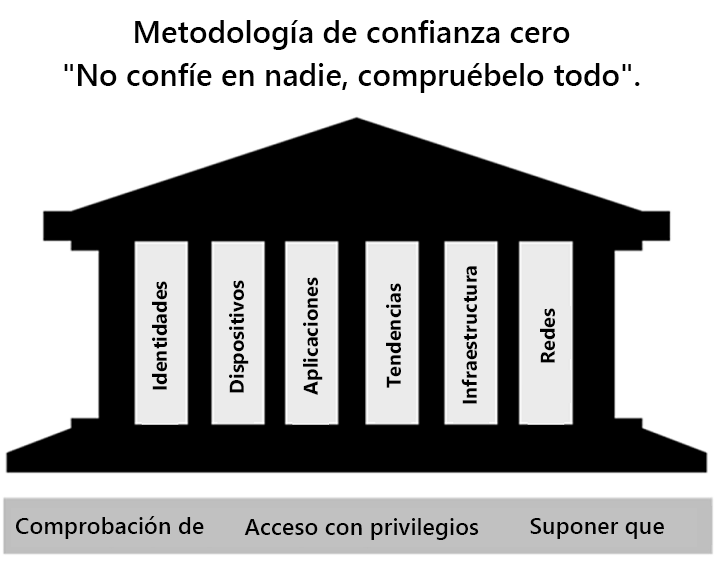 Metodología de confianza cero
"No confíe en nadie, compruébelo todo".
Identidades
Dispositivos
Aplicaciones
Tendencias
Infraestructura
Redes
Comprobación de
Acceso con privilegios
Suponer que